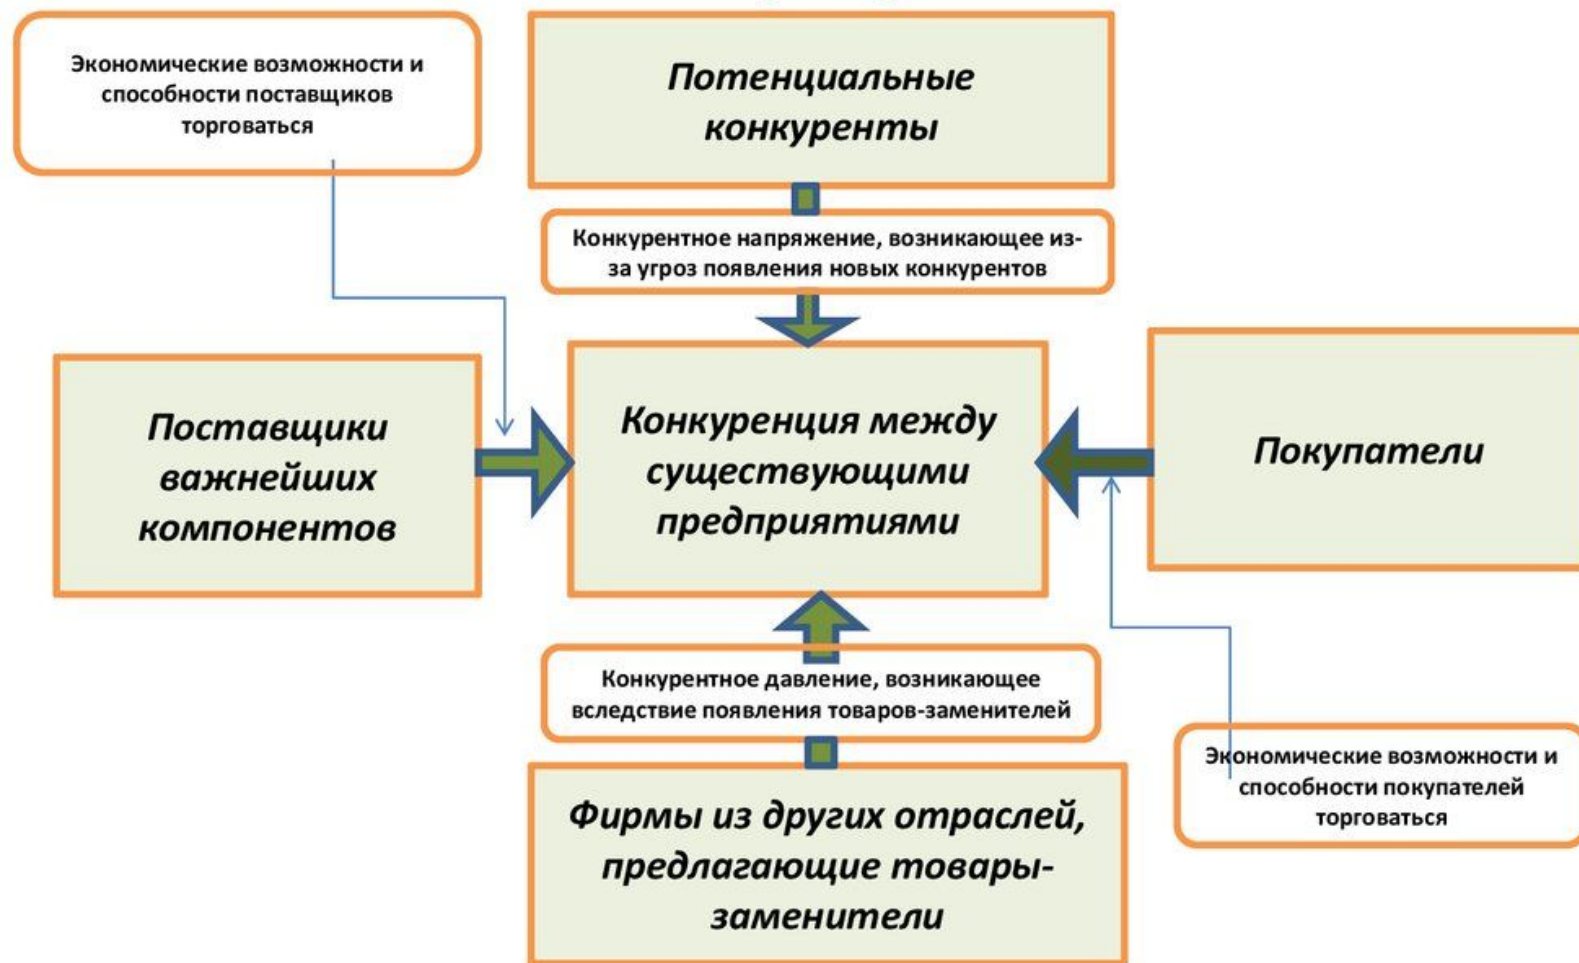 Экономические возможности и
способности поставщиков
торговаться
Потенциальные
конкуренты
Конкурентное напряжение, возникающее из-
за угроз появления новых конкурентов
Поставщики
важнейших
компонентов
Конкуренция между
существующими
предприятиями
Покупатели
Конкурентное давление, возникающее
вследствие появления товаров-заменителей
Экономические возможности и
способности покупателей
торговаться
Фирмы из других отраслей,
предлагающие товары-
заменители